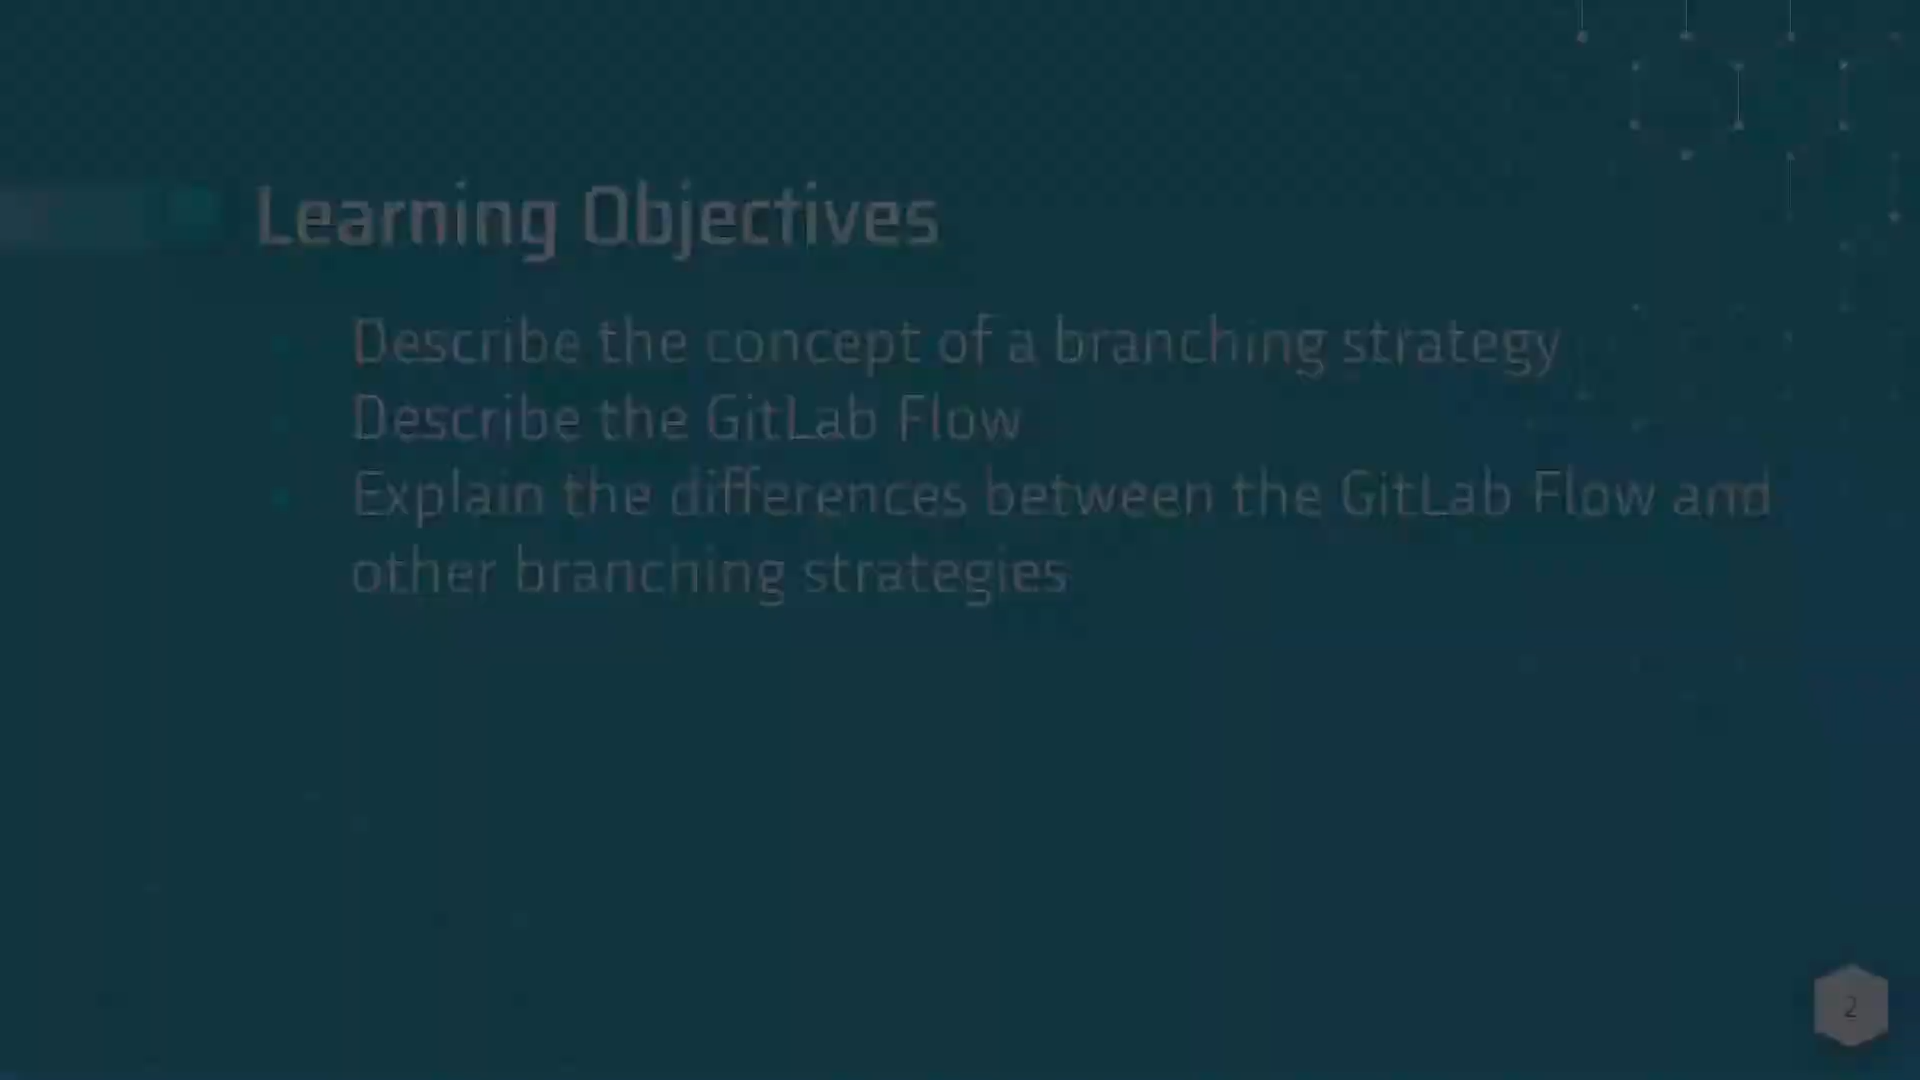 Learning Objectives
Describe the concept of a branching strategy
Describe the GitLab Flow
Explain the differences between the GitLab Flow and
other branching strategies
2